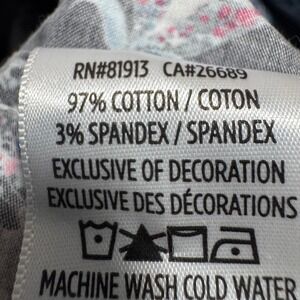 RN#81913 CA#26689
97% COTTON / COTON
3% SPANDEX / SPANDEX
EXCLUSIVE OF DECORATION
EXCLUSIVE DES DÉCORATIONS
MACHINE WASH COLD WATER